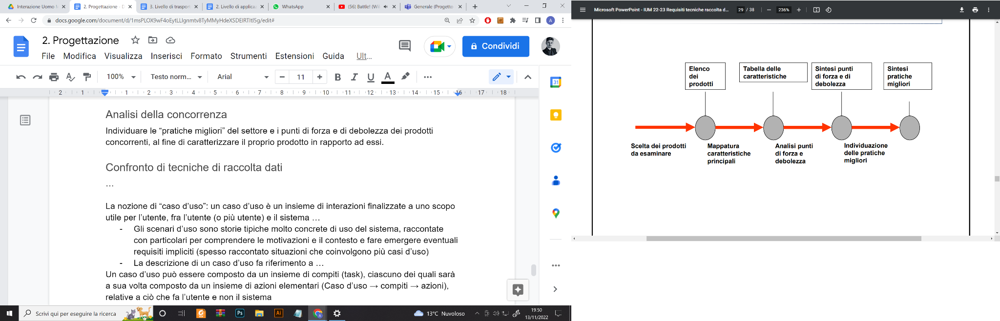 Interazione Uomo M
2. Progettazione - D
3. Livello di trasport
2. Livello di applica
WhatsApp
(56) Battle! (Wil
Generale (Progetto
docs.google.com/document/d/1msPLOX9wF4oEytLLIgnmtv8TyMMyHdeXSDEIRTItI5g/edit#
2. Progettazione
File Modifica Visualizza Inserisci Formato Strumenti Estensioni Guida Ult...
Condividi
100% Testo norm... Arial 11 B I U A
2 1 1 2 3 4 5 6 7 8 9 10 11 12 13 14 15 16 17 18
31
Analisi della concorrenza
Individuare le “pratiche migliori” del settore e i punti di forza e di debolezza dei prodotti
concorrenti, al fine di caratterizzare il proprio prodotto in rapporto ad essi.
Confronto di tecniche di raccolta dati
…
La nozione di “caso d’uso”: un caso d’uso è un insieme di interazioni finalizzate a uno scopo
utile per l’utente, fra l’utente (o più utente) e il sistema …
- Gli scenari d’uso sono storie tipiche molto concrete di uso del sistema, raccontate
con particolari per comprendere le motivazioni e il contesto e fare emergere eventuali
requisiti impliciti (spesso raccontato situazioni che coinvolgono più casi d’uso)
- La descrizione di un caso d’uso fa riferimento a …
Un caso d’uso può essere composto da un insieme di compiti (task), ciascuno dei quali sarà
a sua volta composto da un insieme di azioni elementari (Caso d’uso → compiti → azioni),
relative a ciò che fa l’utente e non il sistema
Scrivi qui per eseguire la ricerca
Ps
Ai
13°C Nuvoloso
19:50
13/11/2022
Microsoft PowerPoint - IUM 22-23 Requisiti tecniche raccolta d...
29 / 38
236%
Elenco
dei
prodotti
Tabella delle
caratteristiche
Sintesi punti
di forza e di
debolezza
Sintesi
pratiche
migliori
Scelta dei prodotti
da esaminare
Mappatura
caratteristiche
principali
Analisi punti
di forza e
debolezza
Individuazione
delle pratiche
migliori